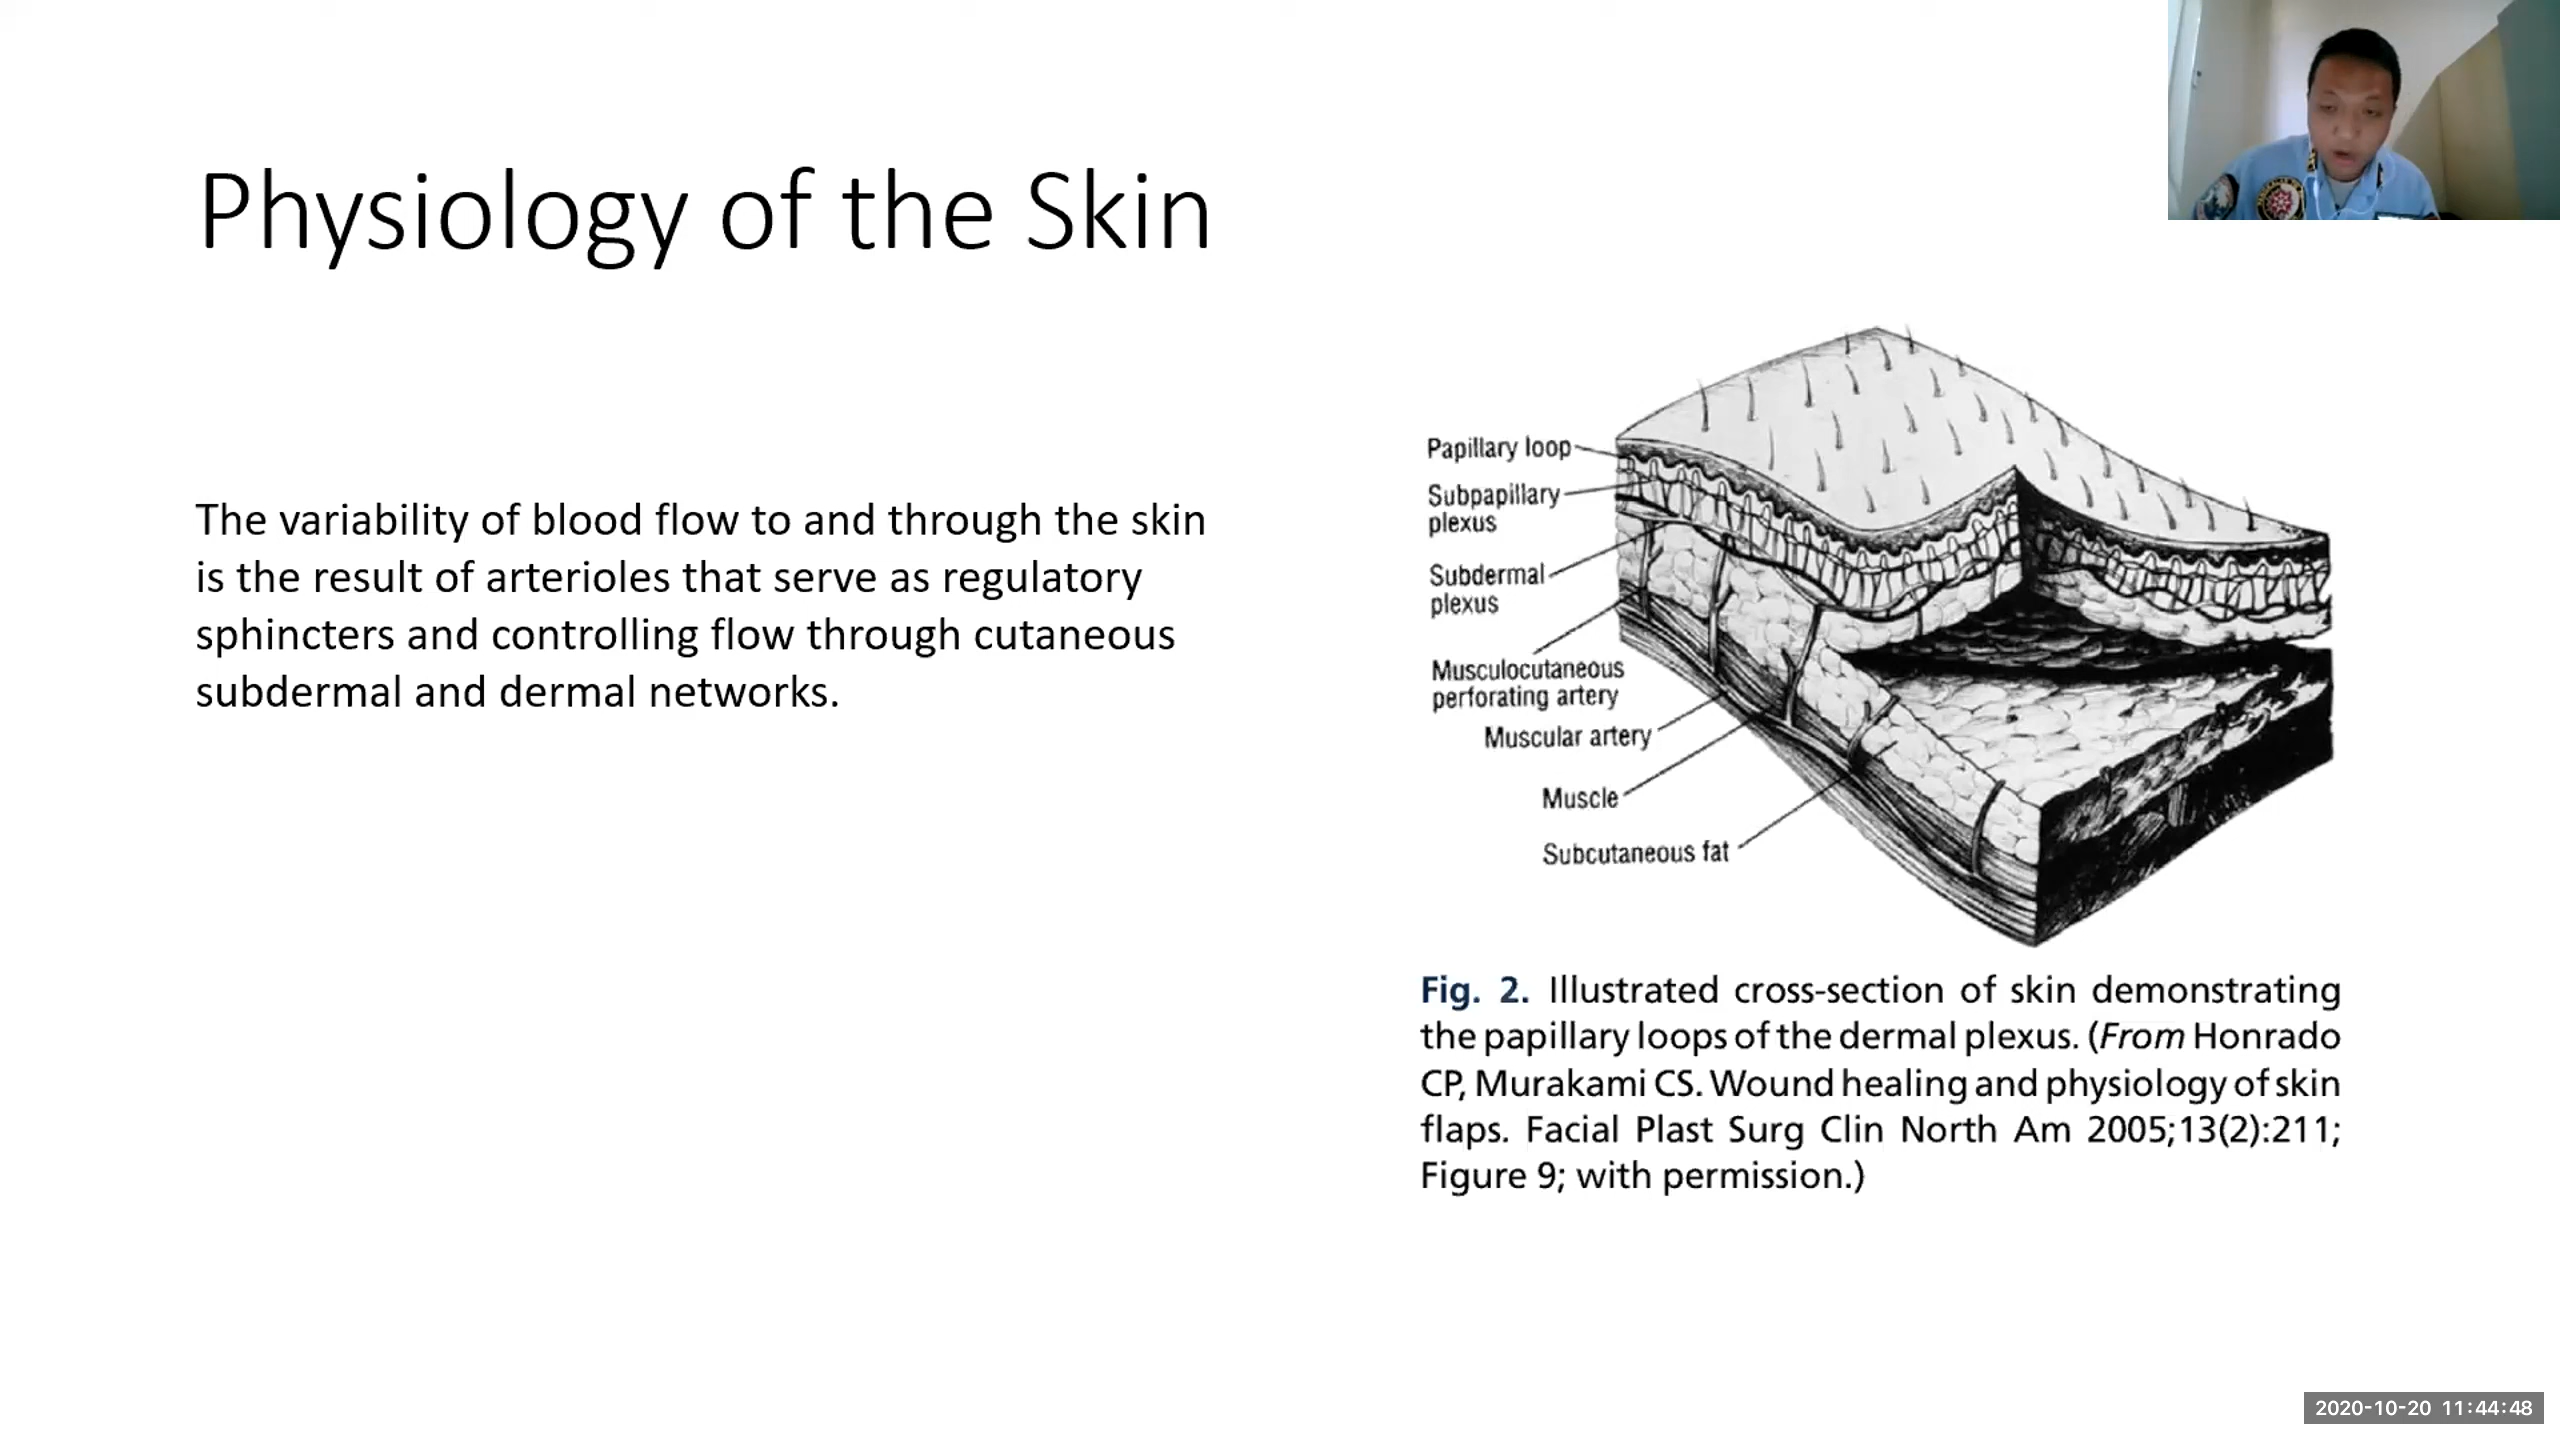 Physiology of the Skin
The variability of blood flow to and through the skin
is the result of arterioles that serve as regulatory
sphincters and controlling flow through cutaneous
subdermal and dermal networks.
Papillary loop
Subpapillary
plexus
Subdermal
plexus
Musculocutaneous
perforating artery
Muscular artery
Muscle
Subcutaneous fat
Fig. 2. Illustrated cross-section of skin demonstrating
the papillary loops of the dermal plexus. (From Honrado
CP, Murakami CS. Wound healing and physiology of skin
flaps. Facial Plast Surg Clin North Am 2005;13(2):211;
Figure 9; with permission.)
2020-10-20 11:44:48